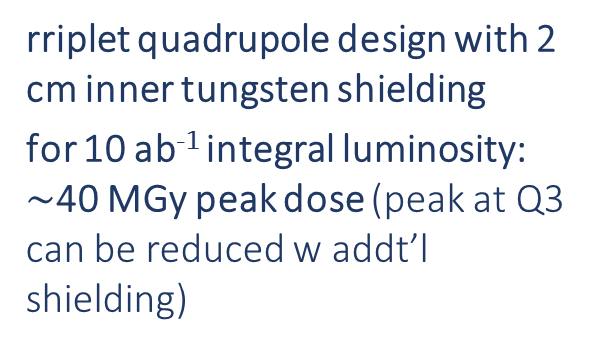 rriplet quadrupole design with 2
cm inner tungsten shielding
for 10 ab⁻¹ integral luminosity:
~40 MGy peak dose (peak at Q3
can be reduced w addt’l
shielding)